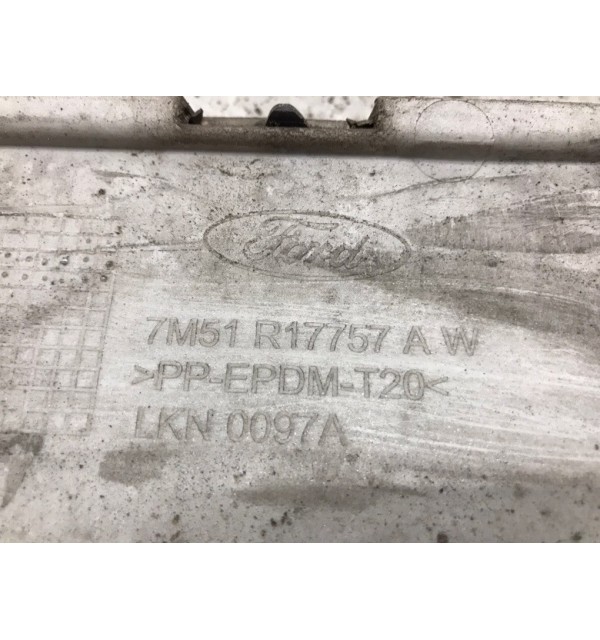 Ford
7M51 R17757 A W
>PP-EPDM-T20<
LKN 0097A